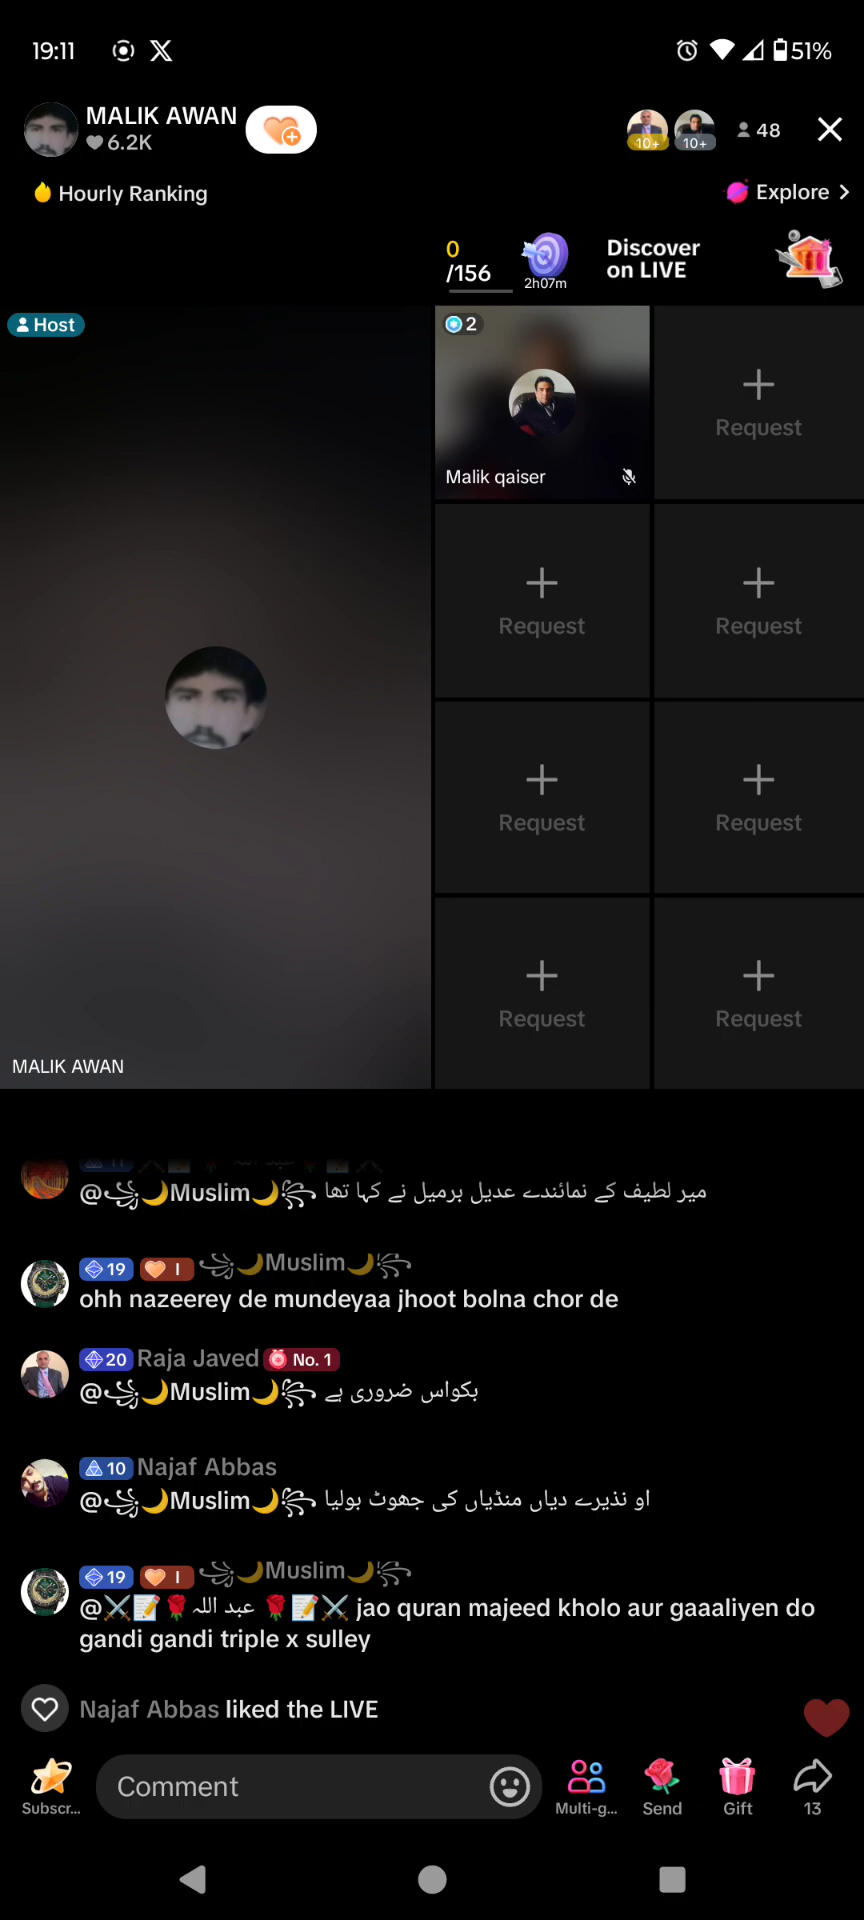 19:11
51%
MALIK AWAN
6.2K
10+
10+
48
Hourly Ranking
Explore
0
/156
2h07m
Discover
on LIVE
Host
2
Malik qaiser
Request
Request
Request
Request
Request
Request
Request
MALIK AWAN
@꧁🌙Muslim🌙꧂ میر لطیف کے نمائندے عدیل برمیل نے کہا تھا
19 I ꧁🌙Muslim🌙꧂
ohh nazeerey de mundeyaa jhoot bolna chor de
20 Raja Javed No. 1
@꧁🌙Muslim🌙꧂ بکواس ضروری ہے
10 Najaf Abbas
@꧁🌙Muslim🌙꧂ او نذیرے دیاں منڈیاں کی جھوٹ بولیا
19 I ꧁🌙Muslim🌙꧂
@⚔️📝🌹عبد اللہ 🌹📝⚔️ jao quran majeed kholo aur gaaaliyen do
gandi gandi triple x sulley
Najaf Abbas liked the LIVE
Comment
Subscr...
Multi-g...
Send
Gift
13